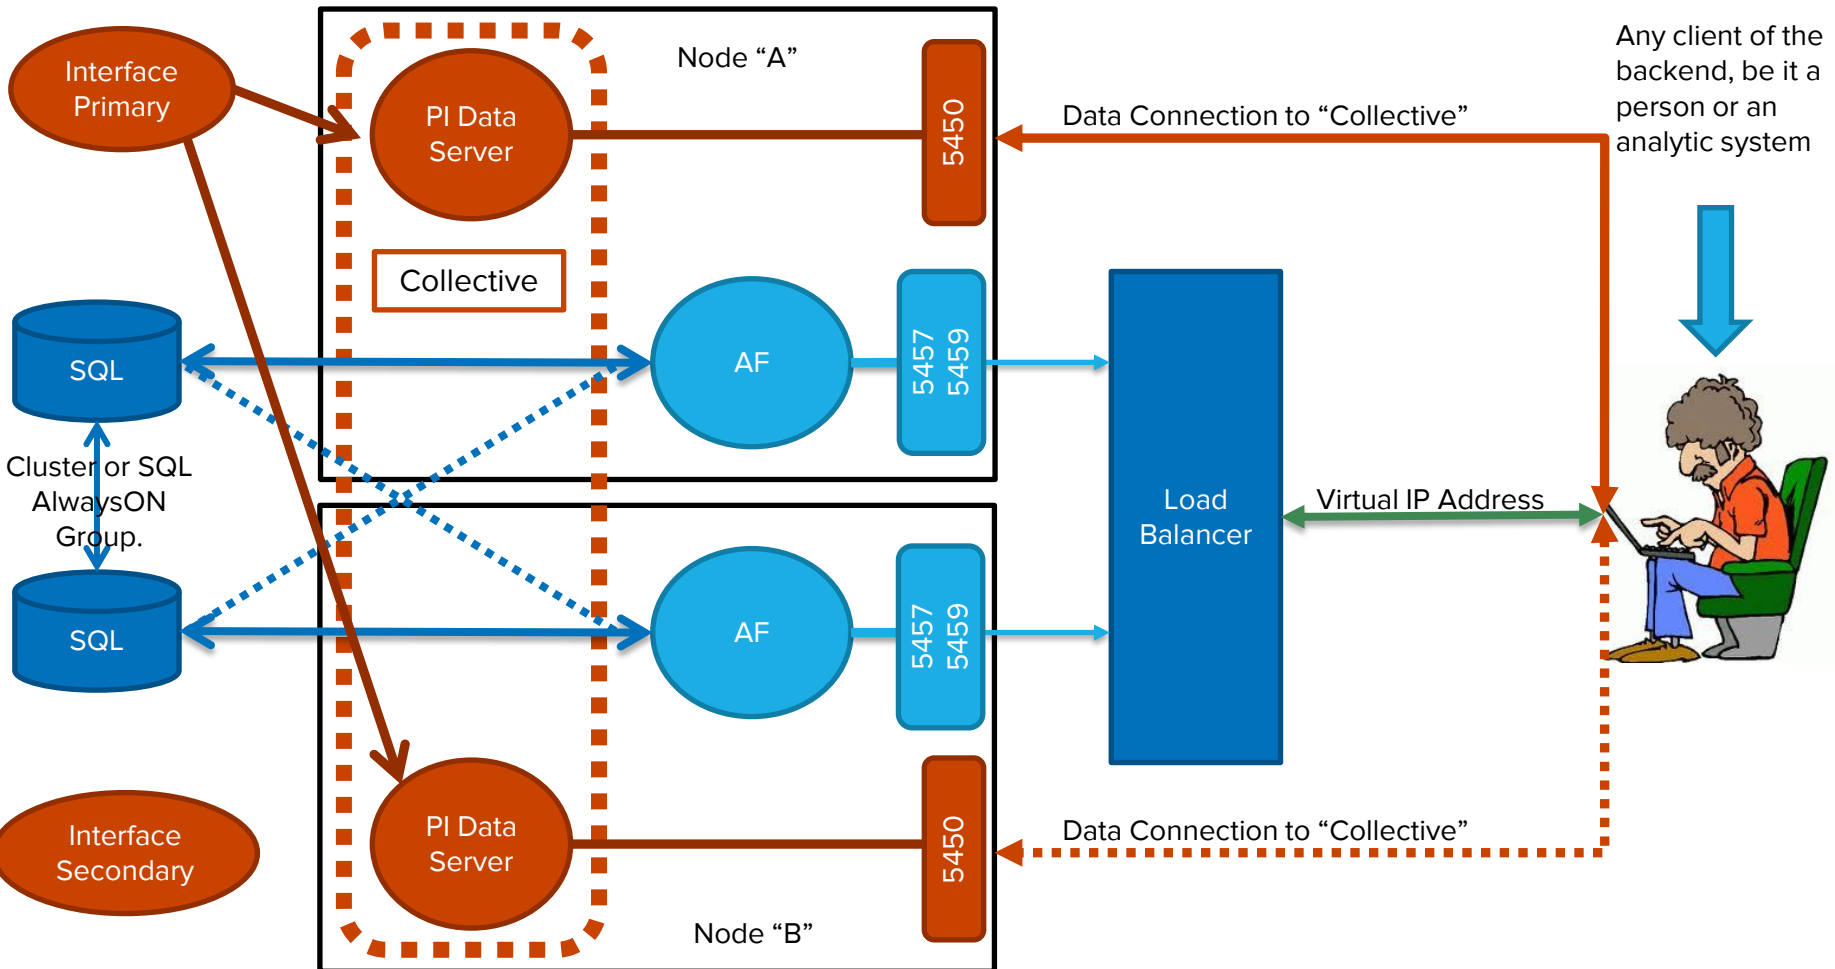 Interface
Primary
PI Data
Server
Node “A”
5450
Data Connection to “Collective”
Any client of the
backend, be it a
person or an
analytic system
Collective
SQL
AF
5457
5459
Cluster or SQL
AlwaysON
Group.
Load
Balancer
Virtual IP Address
SQL
AF
5457
5459
Interface
Secondary
PI Data
Server
5450
Data Connection to “Collective”
Node “B”